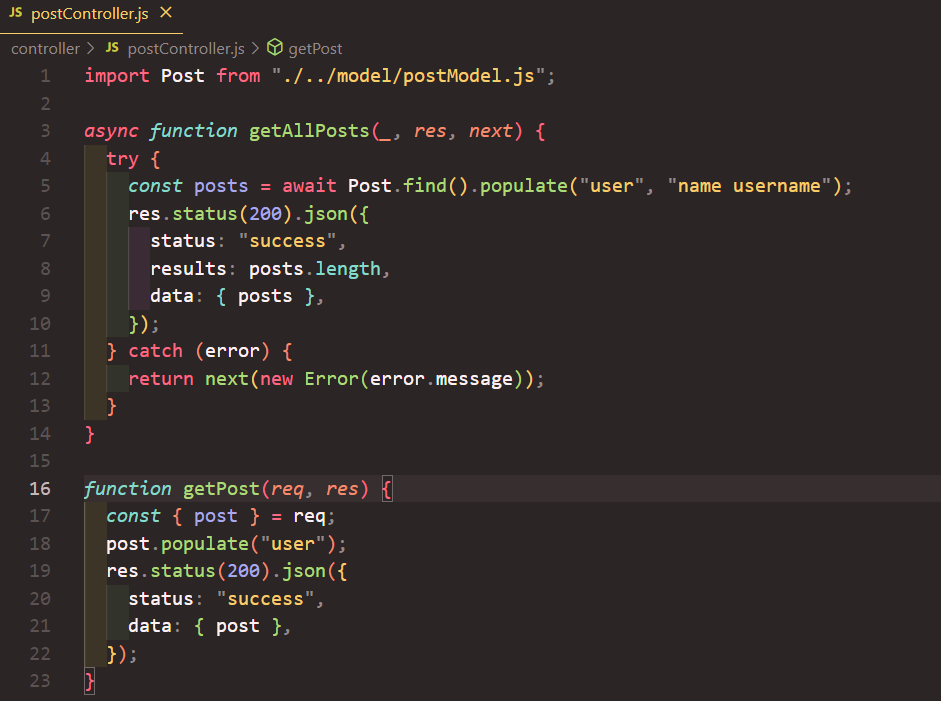 JS postController.js ×
controller > JS postController.js > getPost
1 import Post from "./../model/postModel.js";
2
3 async function getAllPosts(_, res, next) {
4 try {
5 const posts = await Post.find().populate("user", "name username");
6 res.status(200).json({
7 status: "success",
8 results: posts.length,
9 data: { posts },
10 });
11 } catch (error) {
12 return next(new Error(error.message));
13 }
14 }
15
16 function getPost(req, res) {
17 const { post } = req;
18 post.populate("user");
19 res.status(200).json({
20 status: "success",
21 data: { post },
22 });
23 }